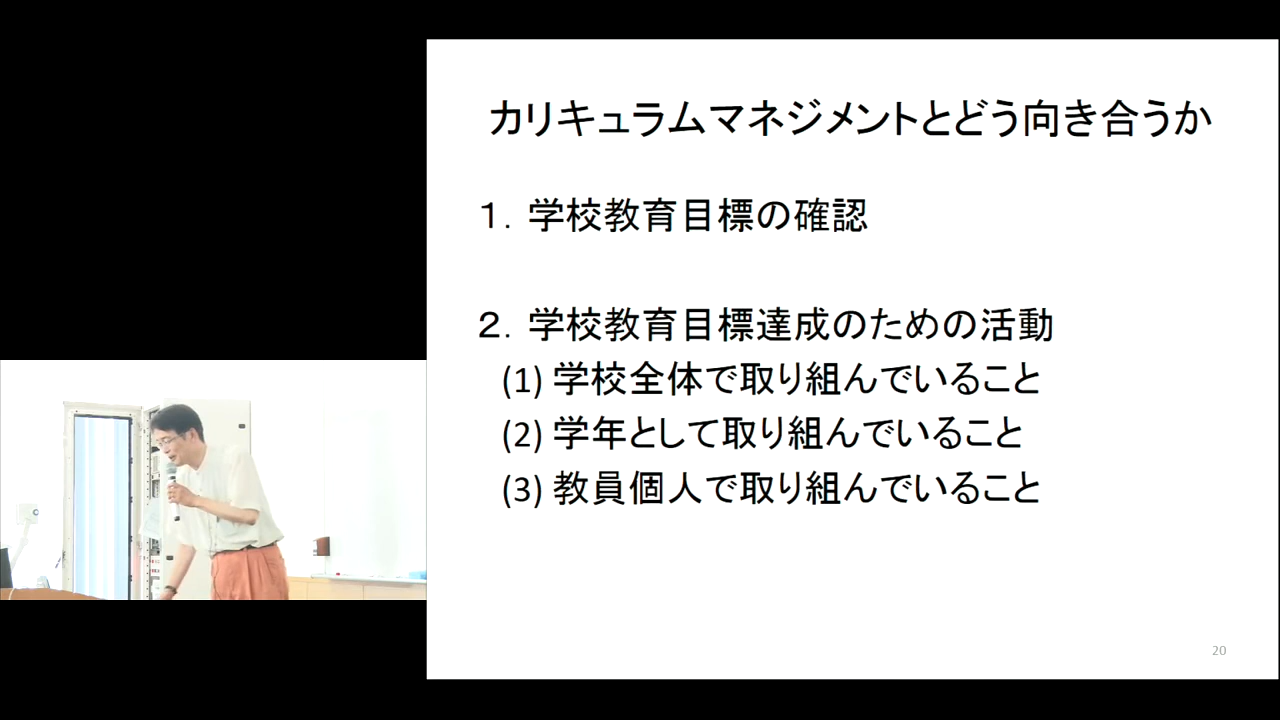 カリキュラムマネジメントとどう向き合うか
１．学校教育目標の確認
２．学校教育目標達成のための活動
(1) 学校全体で取り組んでいること
(2) 学年として取り組んでいること
(3) 教員個人で取り組んでいること
20